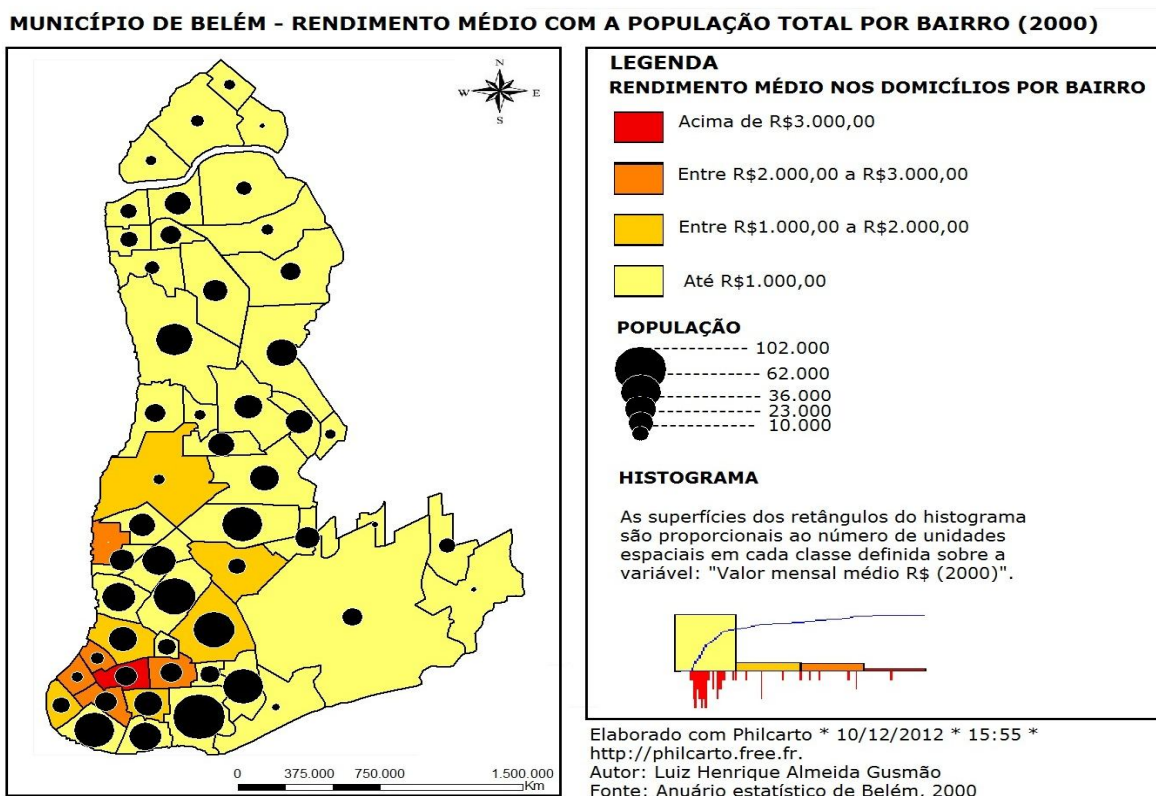 MUNICÍPIO DE BELÉM - RENDIMENTO MÉDIO COM A POPULAÇÃO TOTAL POR BAIRRO (2000)
N
W E
S
0 375.000 750.000 1.500.000
Km
LEGENDA
RENDIMENTO MÉDIO NOS DOMICÍLIOS POR BAIRRO
Acima de R$3.000,00
Entre R$2.000,00 a R$3.000,00
Entre R$1.000,00 a R$2.000,00
Até R$1.000,00
POPULAÇÃO
102.000
62.000
36.000
23.000
10.000
HISTOGRAMA
As superfícies dos retângulos do histograma
são proporcionais ao número de unidades
espaciais em cada classe definida sobre a
variável: "Valor mensal médio R$ (2000)".
Elaborado com Philcarto * 10/12/2012 * 15:55 *
http://philcarto.free.fr.
Autor: Luiz Henrique Almeida Gusmão
Fonte: Anuário estatístico de Belém, 2000